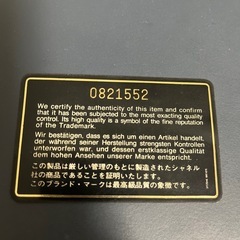 0821552
We certify the authenticity of this item and confirm
that it has been subjected to the most exacting quality
control. Its high quality is a symbol of the fine reputation
of the Trademark.
Wir bestätigen, dass es sich um einen Artikel handelt,
der während seiner Herstellung strengsten Kontrollen
unterworfen war, und dessen erstklassige Qualität
dem hohen Ansehen unserer Marke entspricht.
この製品は厳しい管理のもとに製造されたシャネル
社の商品であることを証明いたします。
このブランド・マークは最高級品質の象徴です。